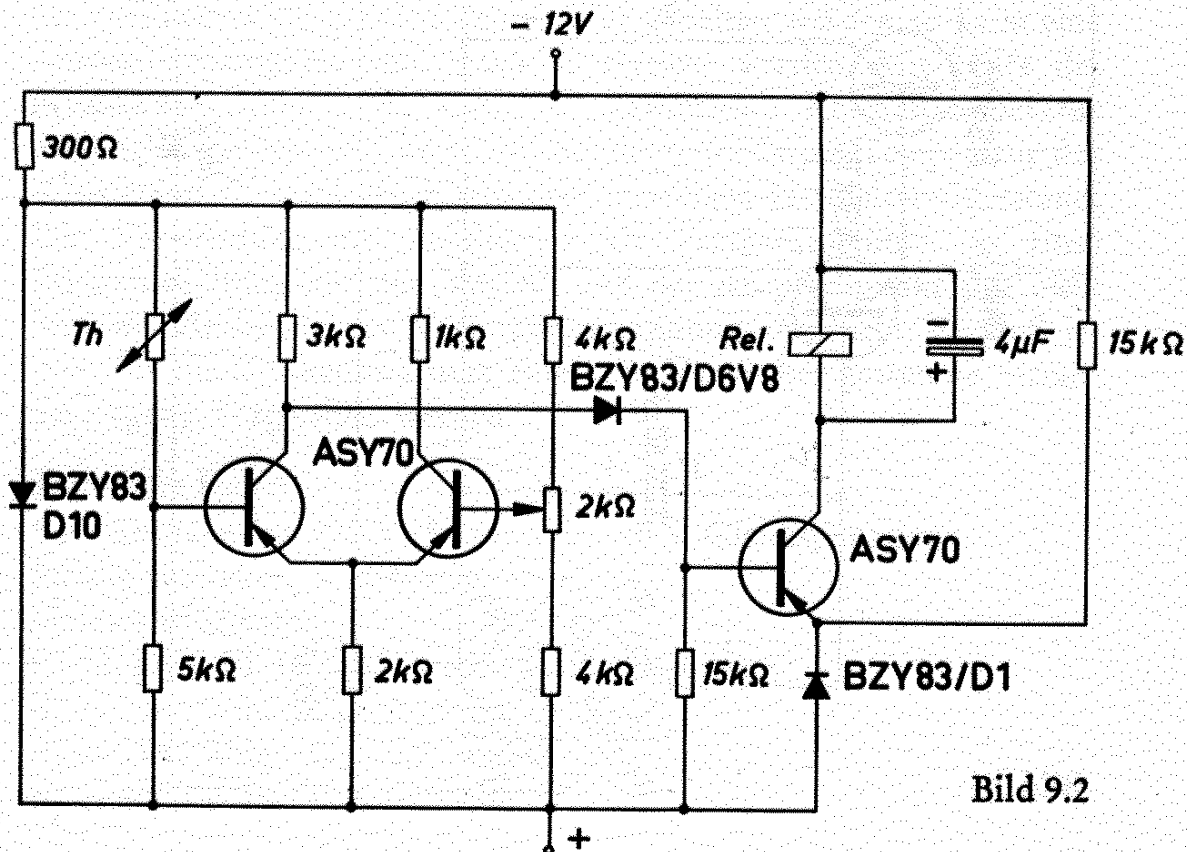 – 12V
300Ω
Th
3kΩ
1kΩ
4kΩ
Rel.
–
4µF
+
15kΩ
BZY83/D6V8
ASY70
BZY83
D10
2kΩ
ASY70
5kΩ
2kΩ
4kΩ
15kΩ
BZY83/D1
Bild 9.2
+